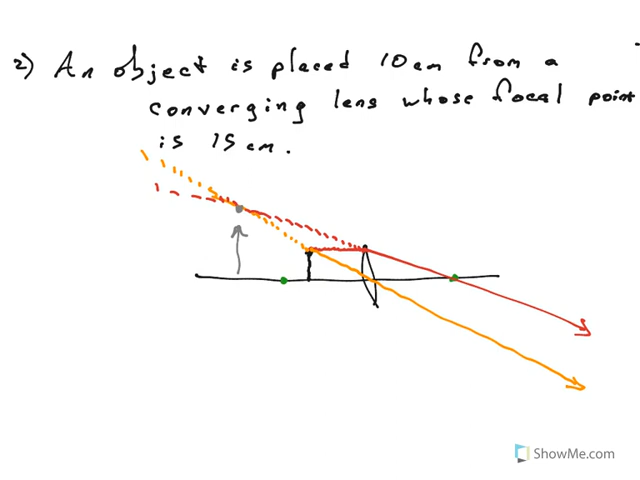 2) An object is placed 10cm from a
converging lens whose focal point
is 15cm.
ShowMe.com